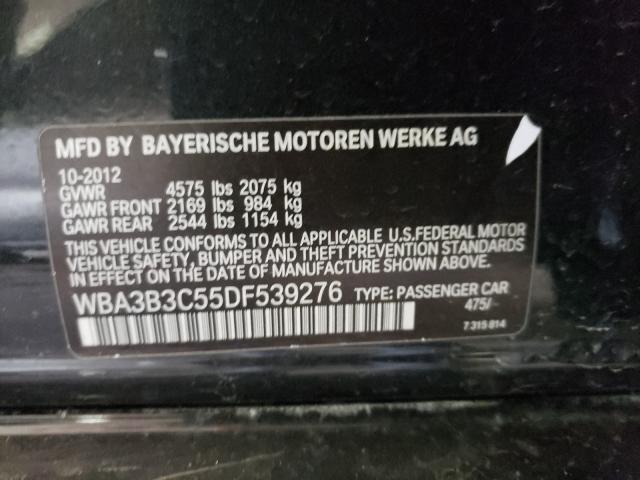 MFD BY BAYERISCHE MOTOREN WERKE AG
10-2012
GVWR 4575 lbs 2075 kg
GAWR FRONT 2169 lbs 984 kg
GAWR REAR 2544 lbs 1154 kg
THIS VEHICLE CONFORMS TO ALL APPLICABLE U.S.FEDERAL MOTOR
VEHICLE SAFETY, BUMPER AND THEFT PREVENTION STANDARDS
IN EFFECT ON THE DATE OF MANUFACTURE SHOWN ABOVE.
WBA3B3C55DF539276 TYPE: PASSENGER CAR
475/-
7 315 814